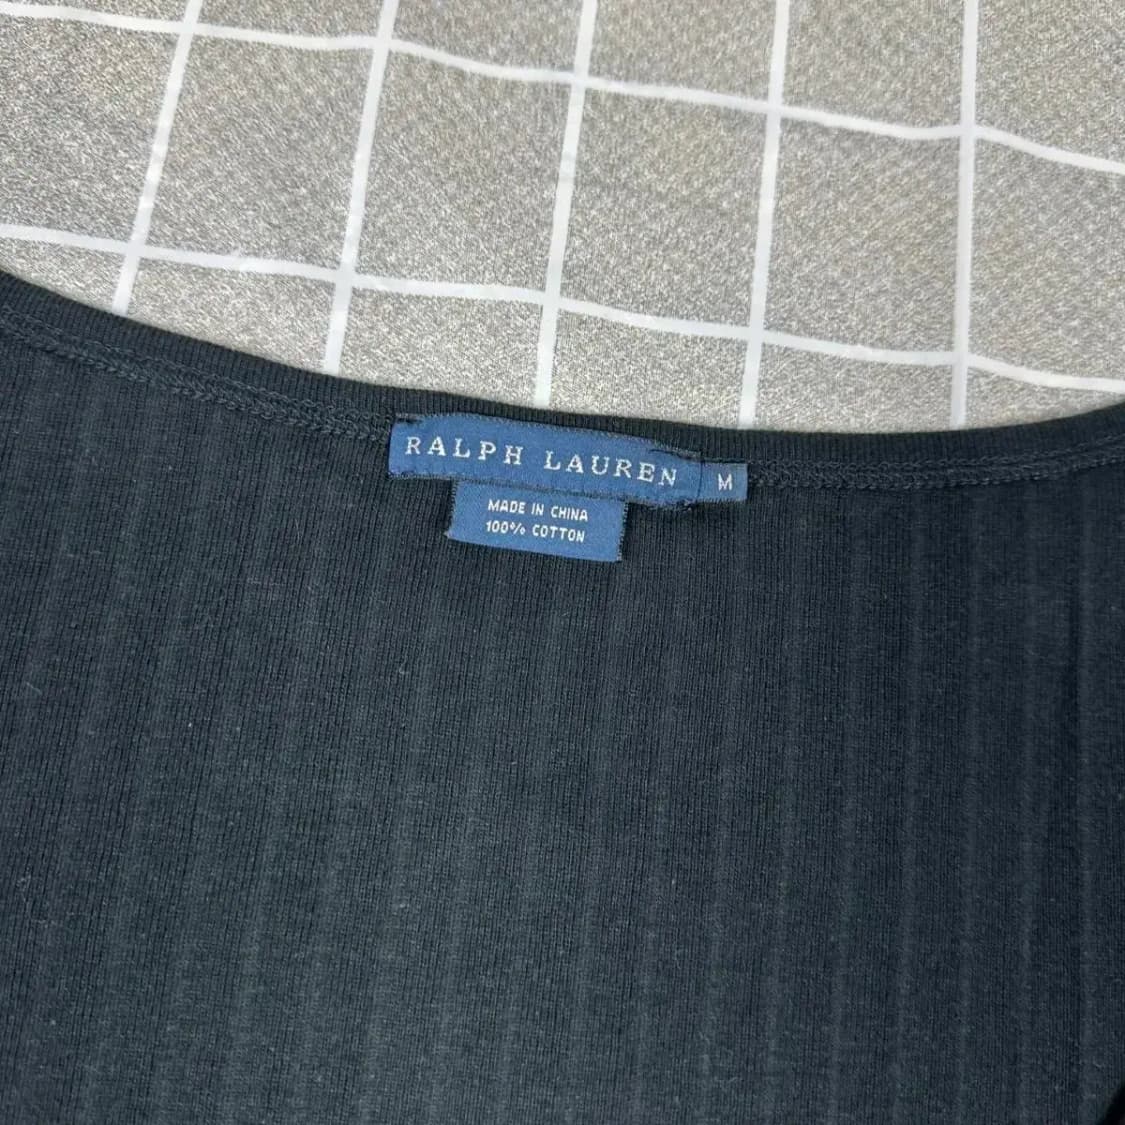 RALPH LAUREN M
MADE IN CHINA
100% COTTON